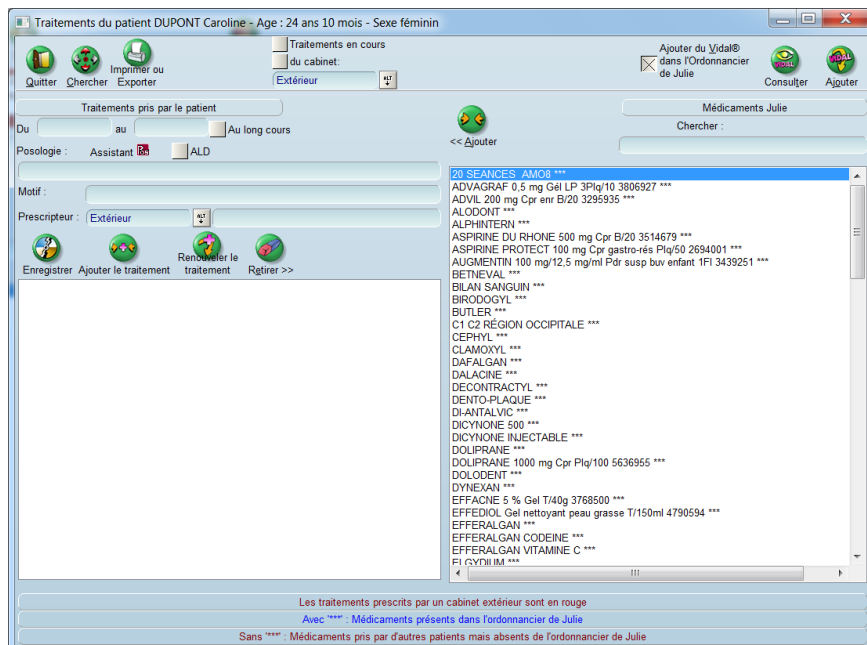 Traitements du patient DUPONT Caroline - Age : 24 ans 10 mois - Sexe féminin
Quitter
Chercher
Imprimer ou
Exporter
Traitements en cours
du cabinet:
Extérieur
ALT
Ajouter du Vidal®
dans l'Ordonnancier
de Julie
VIDAL
Consulter
VIDAL
Ajouter
Traitements pris par le patient
Du
au
Au long cours
Posologie :
Assistant
ALD
Motif :
Prescripteur :
Extérieur
ALT
Enregistrer
Ajouter le traitement
Renouveler le
traitement
Retirer >>
<< Ajouter
Médicaments Julie
Chercher :
20 SEANCES AMO8 ***
ADVAGRAF 0,5 mg Gél LP 3Plq/10 3806927 ***
ADVIL 200 mg Cpr enr B/20 3295935 ***
ALODONT ***
ALPHINTERN ***
ASPIRINE DU RHONE 500 mg Cpr B/20 3514679 ***
ASPIRINE PROTECT 100 mg Cpr gastro-rés Plq/50 2694001 ***
AUGMENTIN 100 mg/12,5 mg/ml Pdr susp buv enfant 1Fl 3439251 ***
BETNEVAL ***
BILAN SANGUIN ***
BIRODOGYL ***
BUTLER ***
C1 C2 RÉGION OCCIPITALE ***
CEPHYL ***
CLAMOXYL ***
DAFALGAN ***
DALACINE ***
DECONTRACTYL ***
DENTO-PLAQUE ***
DI-ANTALVIC ***
DICYNONE 500 ***
DICYNONE INJECTABLE ***
DOLIPRANE ***
DOLIPRANE 1000 mg Cpr Plq/100 5636955 ***
DOLODENT ***
DYNEXAN ***
EFFACNE 5 % Gel T/40g 3768500 ***
EFFEDIOL Gel nettoyant peau grasse T/150ml 4790594 ***
EFFERALGAN ***
EFFERALGAN CODEINE ***
EFFERALGAN VITAMINE C ***
ELGYDIUM ***
Les traitements prescrits par un cabinet extérieur sont en rouge
Avec '***' : Médicaments présents dans l'ordonnancier de Julie
Sans '***' : Médicaments pris par d'autres patients mais absents de l'ordonnancier de Julie